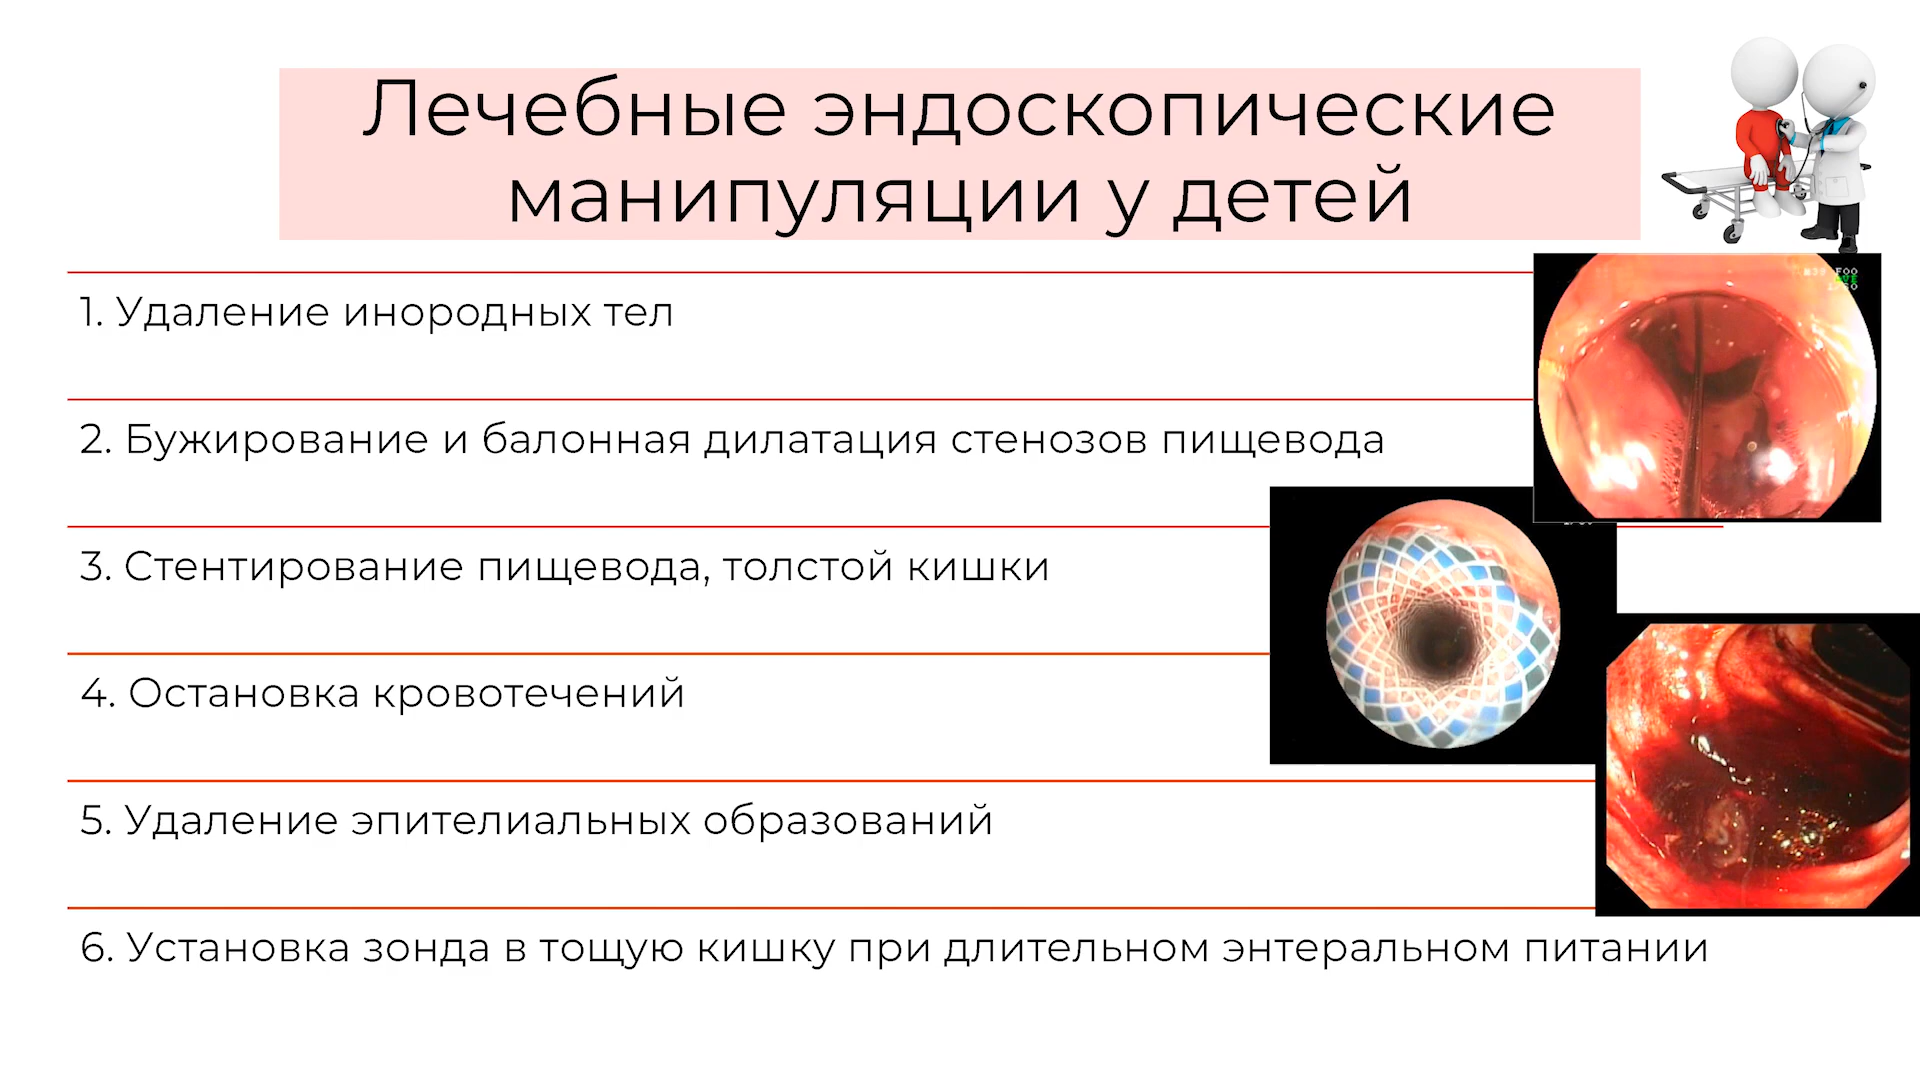 Лечебные эндоскопические
манипуляции у детей
1. Удаление инородных тел
2. Бужирование и балонная дилатация стенозов пищевода
3. Стентирование пищевода, толстой кишки
4. Остановка кровотечений
5. Удаление эпителиальных образований
6. Установка зонда в тощую кишку при длительном энтеральном питании